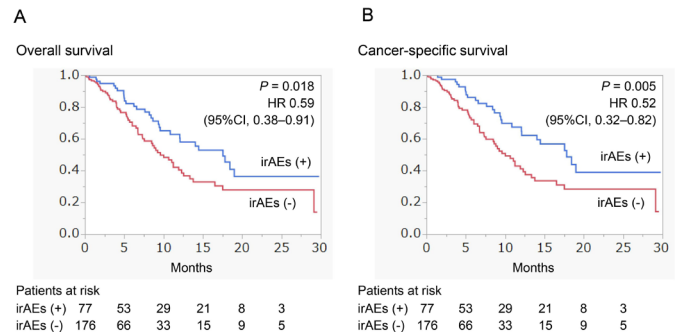 A
Overall survival
1.0
0.8
0.6
0.4
0.2
0.0
P = 0.018
HR 0.59
(95%CI, 0.38–0.91)
irAEs (+)
irAEs (-)
0 5 10 15 20 25 30
Months
Patients at risk
irAEs (+) 77 53 29 21 8 3
irAEs (-) 176 66 33 15 9 5
B
Cancer-specific survival
1.0
0.8
0.6
0.4
0.2
0.0
P = 0.005
HR 0.52
(95%CI, 0.32–0.82)
irAEs (+)
irAEs (-)
0 5 10 15 20 25 30
Months
Patients at risk
irAEs (+) 77 53 29 21 8 3
irAEs (-) 176 66 33 15 9 5